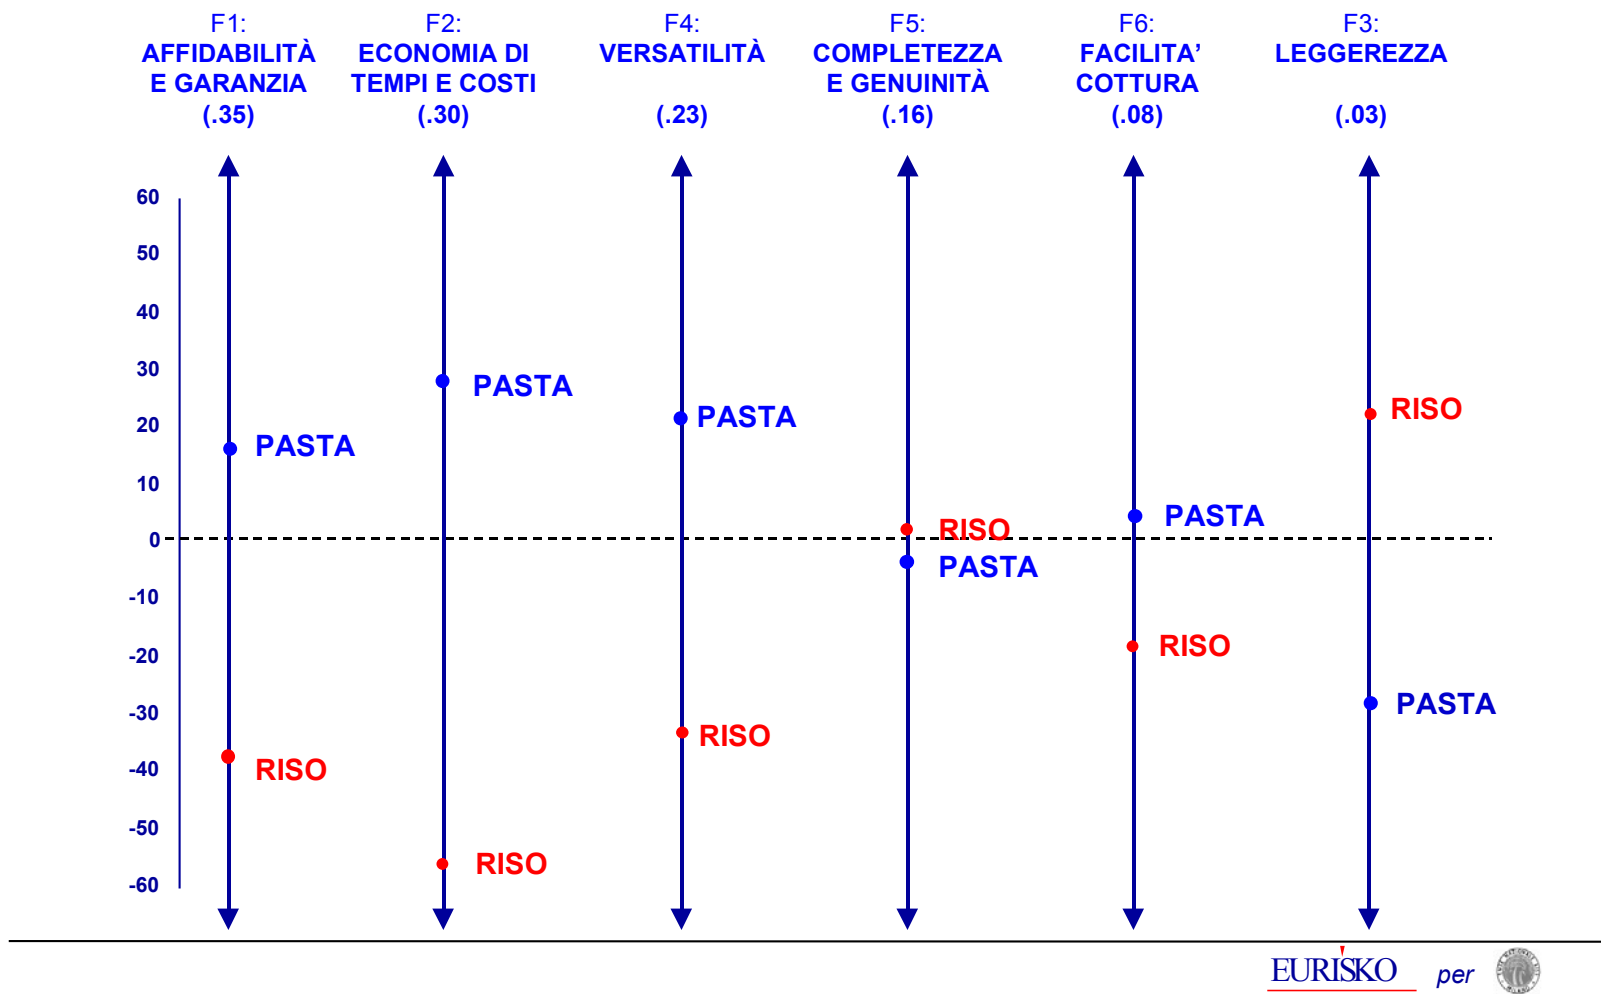 F1:
AFFIDABILITÀ
E GARANZIA
(.35)
F2:
ECONOMIA DI
TEMPI E COSTI
(.30)
F4:
VERSATILITÀ
(.23)
F5:
COMPLETEZZA
E GENUINITÀ
(.16)
F6:
FACILITA'
COTTURA
(.08)
F3:
LEGGEREZZA
(.03)
60
50
40
30
20
10
0
-10
-20
-30
-40
-50
-60
PASTA
RISO
PASTA
RISO
PASTA
RISO
RISO
PASTA
PASTA
RISO
RISO
PASTA
EURISKO
per